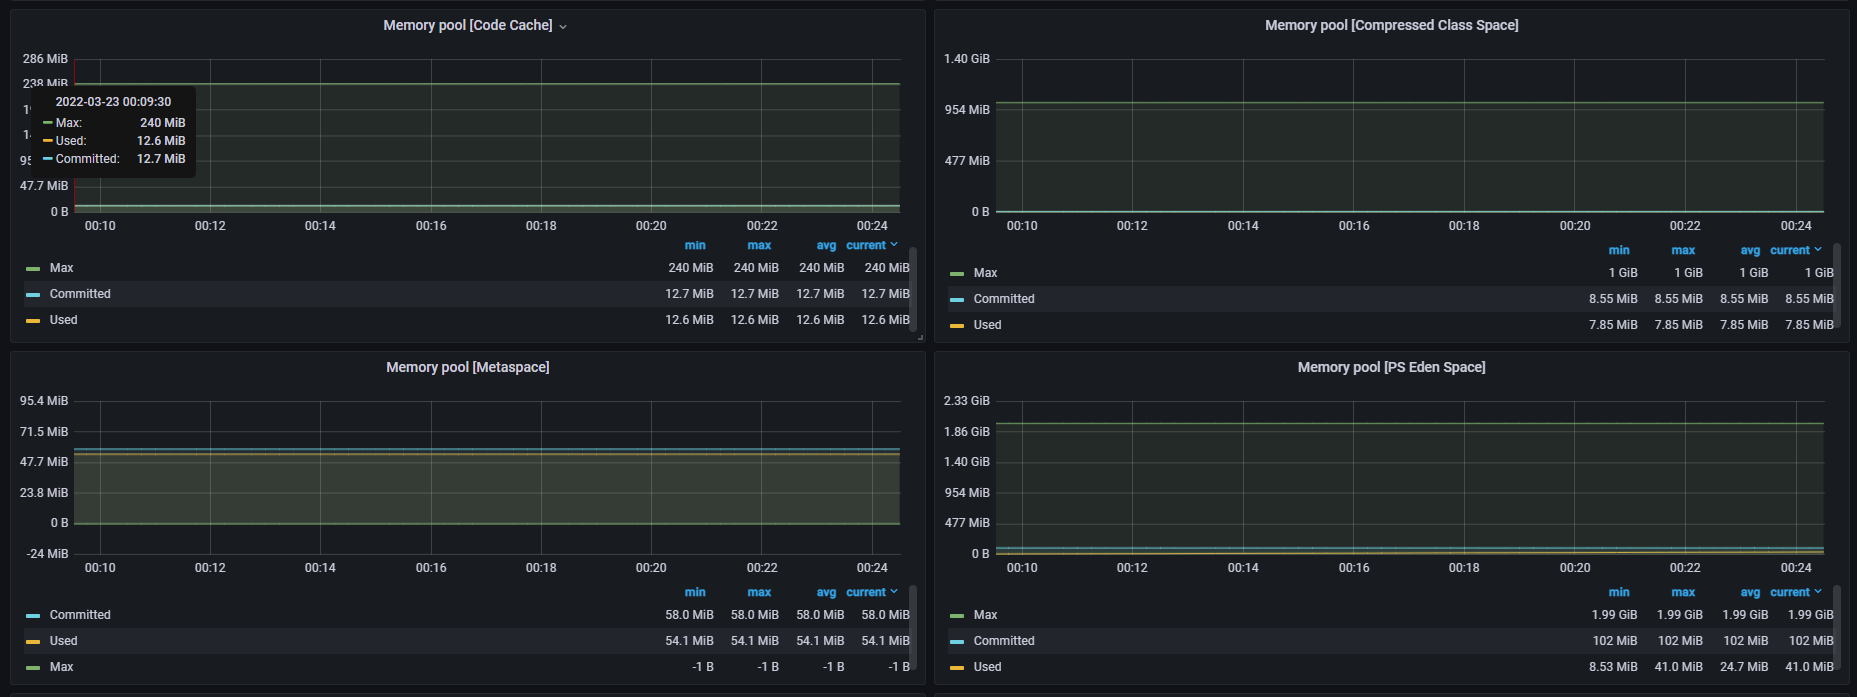 Memory pool [Code Cache]
286 MiB
238 MiB
95
47.7 MiB
0 B
2022-03-23 00:09:30
Max: 240 MiB
Used: 12.6 MiB
Committed: 12.7 MiB
00:10 00:12 00:14 00:16 00:18 00:20 00:22 00:24
min max avg current
Max 240 MiB 240 MiB 240 MiB 240 MiB
Committed 12.7 MiB 12.7 MiB 12.7 MiB 12.7 MiB
Used 12.6 MiB 12.6 MiB 12.6 MiB 12.6 MiB
Memory pool [Compressed Class Space]
1.40 GiB
954 MiB
477 MiB
0 B
00:10 00:12 00:14 00:16 00:18 00:20 00:22 00:24
min max avg current
Max 1 GiB 1 GiB 1 GiB 1 GiB
Committed 8.55 MiB 8.55 MiB 8.55 MiB 8.55 MiB
Used 7.85 MiB 7.85 MiB 7.85 MiB 7.85 MiB
Memory pool [Metaspace]
95.4 MiB
71.5 MiB
47.7 MiB
23.8 MiB
0 B
-24 MiB
00:10 00:12 00:14 00:16 00:18 00:20 00:22 00:24
min max avg current
Committed 58.0 MiB 58.0 MiB 58.0 MiB 58.0 MiB
Used 54.1 MiB 54.1 MiB 54.1 MiB 54.1 MiB
Max -1 B -1 B -1 B -1 B
Memory pool [PS Eden Space]
2.33 GiB
1.86 GiB
1.40 GiB
954 MiB
477 MiB
0 B
00:10 00:12 00:14 00:16 00:18 00:20 00:22 00:24
min max avg current
Max 1.99 GiB 1.99 GiB 1.99 GiB 1.99 GiB
Committed 102 MiB 102 MiB 102 MiB 102 MiB
Used 8.53 MiB 41.0 MiB 24.7 MiB 41.0 MiB